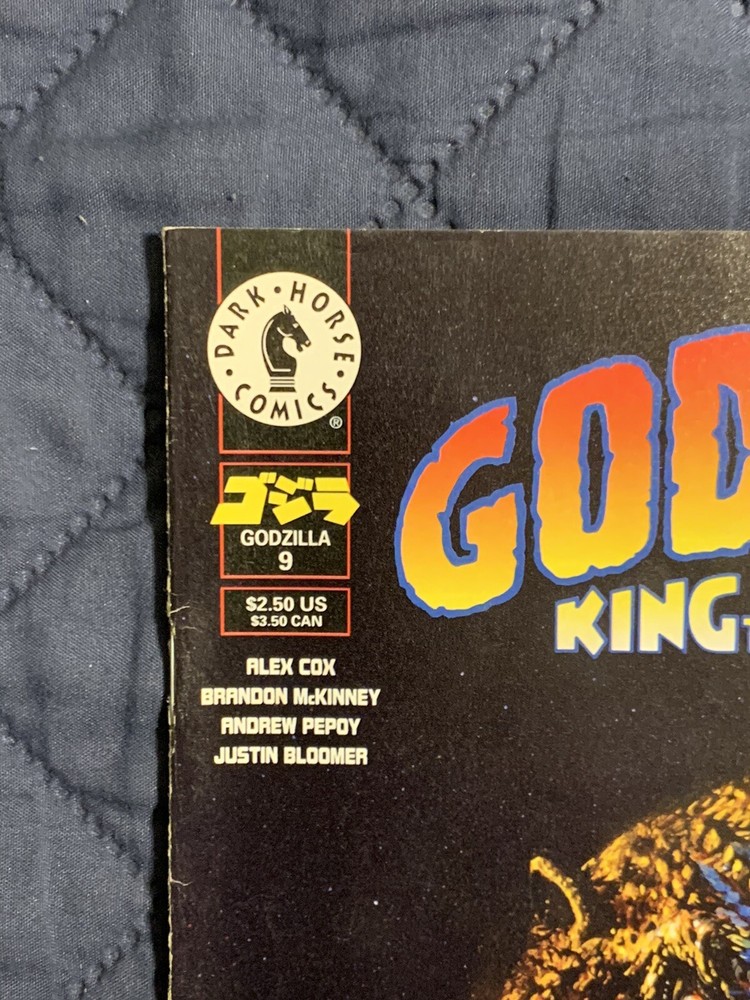 DARK • HORSE
• COMICS •
®
ゴジラ
GODZILLA
9
$2.50 US
$3.50 CAN
ALEX COX
BRANDON McKINNEY
ANDREW PEPOY
JUSTIN BLOOMER
GOD
KING-